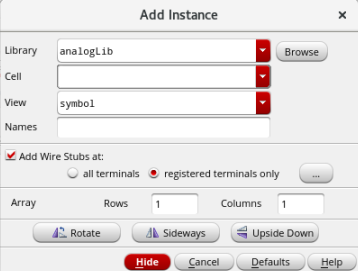 Add Instance
Library analogLib Browse
Cell
View symbol
Names
Add Wire Stubs at:
all terminals registered terminals only ...
Array Rows 1 Columns 1
Rotate Sideways Upside Down
Hide Cancel Defaults Help